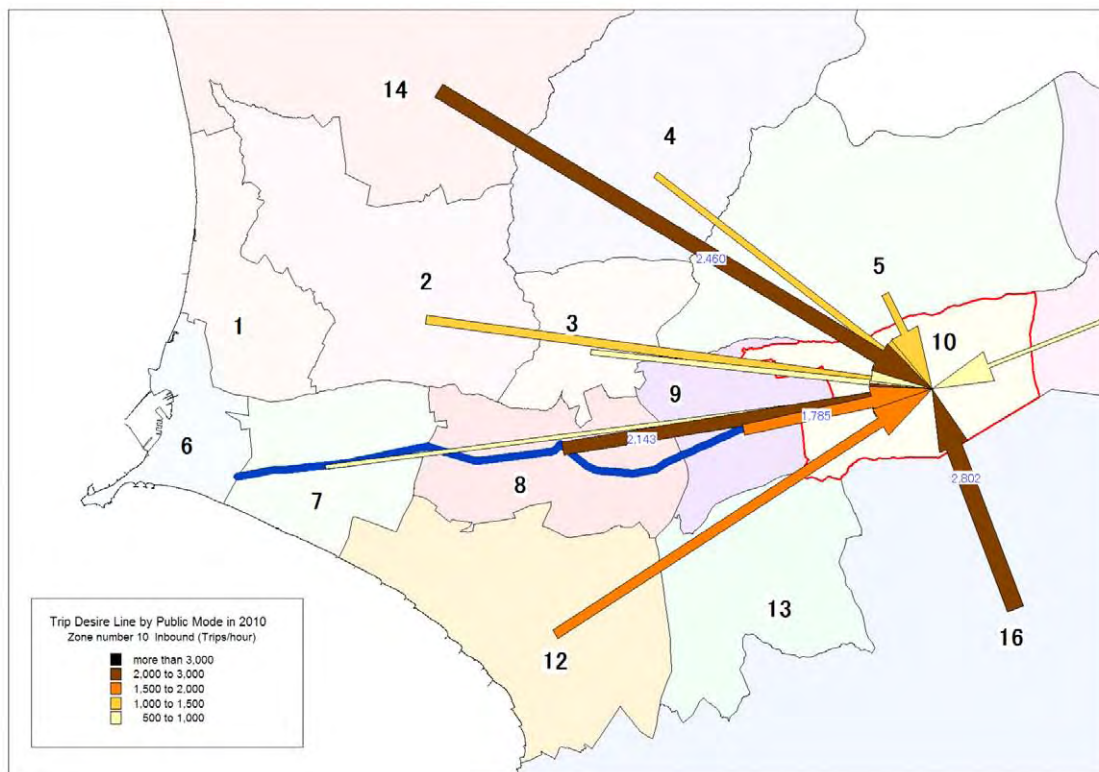 14
4
2.460
5
2
3
1
10
9
6
1.785
2.143
7
8
2.802
13
12
16
Trip Desire Line by Public Mode in 2010
Zone number 10 Inbound (Trips/hour)
more than 3,000
2,000 to 3,000
1,500 to 2,000
1,000 to 1,500
500 to 1,000